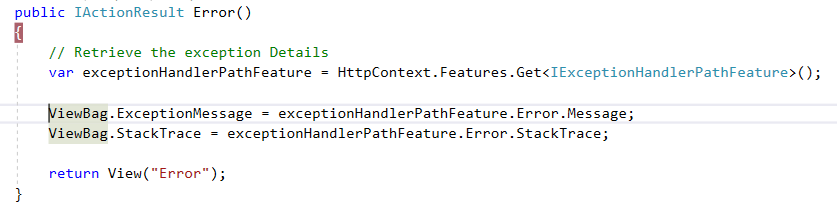 public IActionResult Error()
{
// Retrieve the exception Details
var exceptionHandlerPathFeature = HttpContext.Features.Get<IExceptionHandlerPathFeature>();
ViewBag.ExceptionMessage = exceptionHandlerPathFeature.Error.Message;
ViewBag.StackTrace = exceptionHandlerPathFeature.Error.StackTrace;
return View("Error");
}